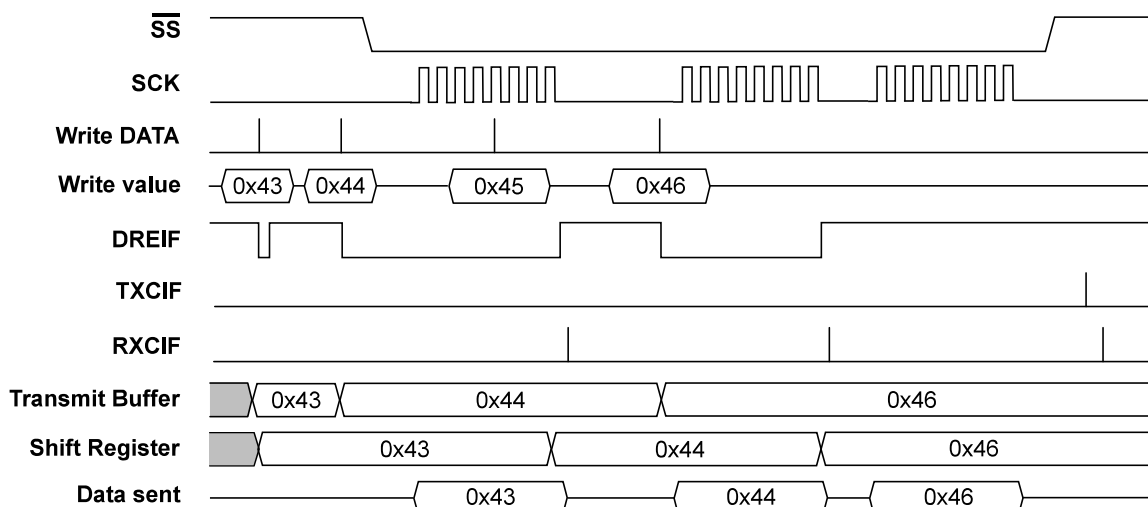 SS
SCK
Write DATA
Write value 0x43 0x44 0x45 0x46
DREIF
TXCIF
RXCIF
Transmit Buffer 0x43 0x44 0x46
Shift Register 0x43 0x44 0x46
Data sent 0x43 0x44 0x46